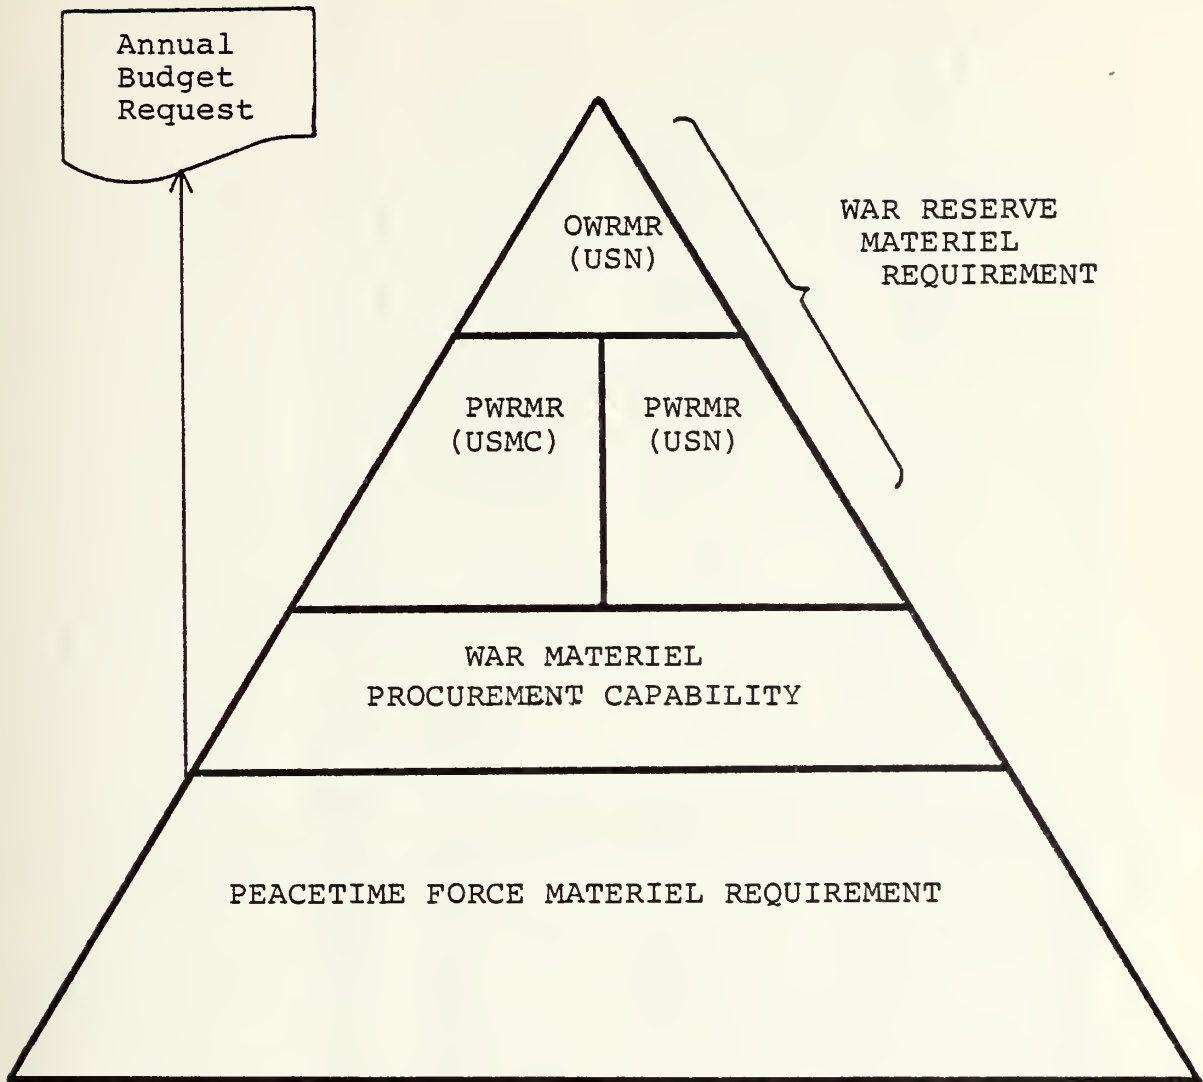 Annual
Budget
Request
OWRMR
(USN)
WAR RESERVE
MATERIEL
REQUIREMENT
PWRMR
(USMC)
PWRMR
(USN)
WAR MATERIEL
PROCUREMENT CAPABILITY
PEACETIME FORCE MATERIEL REQUIREMENT